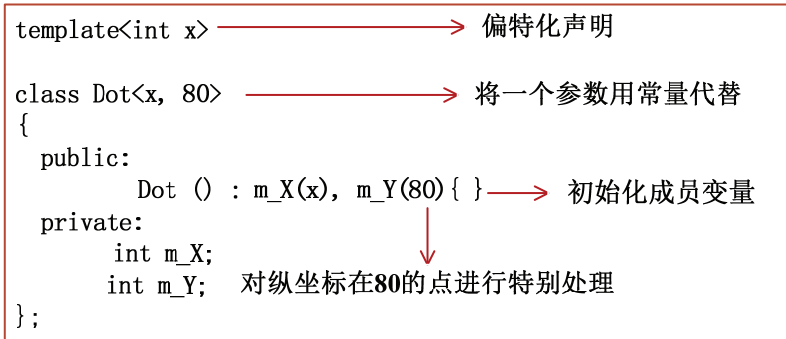 template<int x> 偏特化声明
class Dot<x, 80> 将一个参数用常量代替
{
public:
Dot () : m_X(x), m_Y(80){ } 初始化成员变量
private:
int m_X;
int m_Y; 对纵坐标在80的点进行特别处理
};